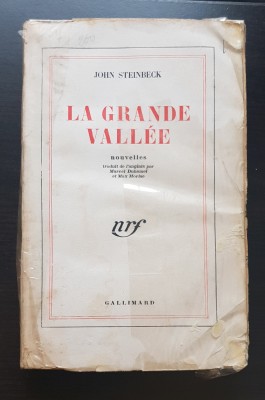 JOHN STEINBECK
LA GRANDE
VALLÉE
nouvelles
traduit de l'anglais par
Marcel Duhamel
et Max Morise
nrf
GALLIMARD